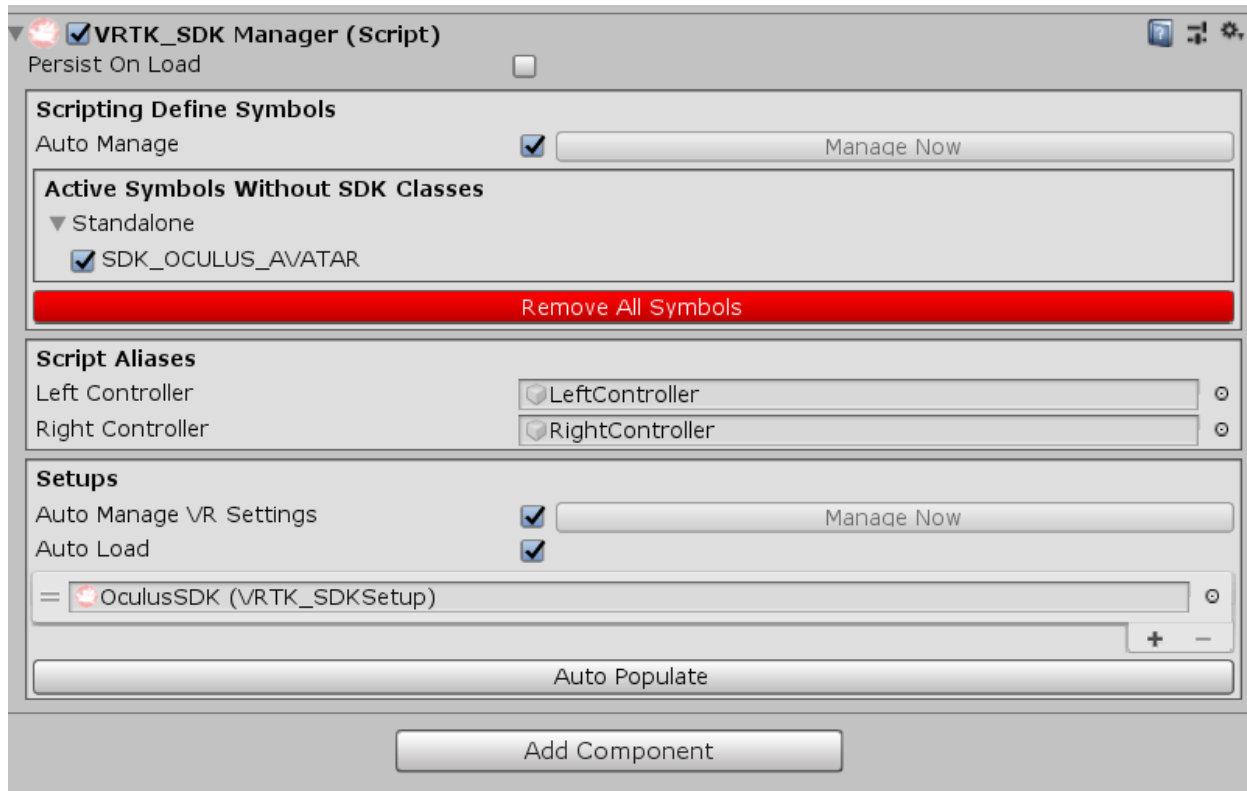 VRTK_SDK Manager (Script)
Persist On Load
Scripting Define Symbols
Auto Manage Manage Now
Active Symbols Without SDK Classes
Standalone
SDK_OCULUS_AVATAR
Remove All Symbols
Script Aliases
Left Controller LeftController
Right Controller RightController
Setups
Auto Manage VR Settings Manage Now
Auto Load
OculusSDK (VRTK_SDKSetup)
+ −
Auto Populate
Add Component